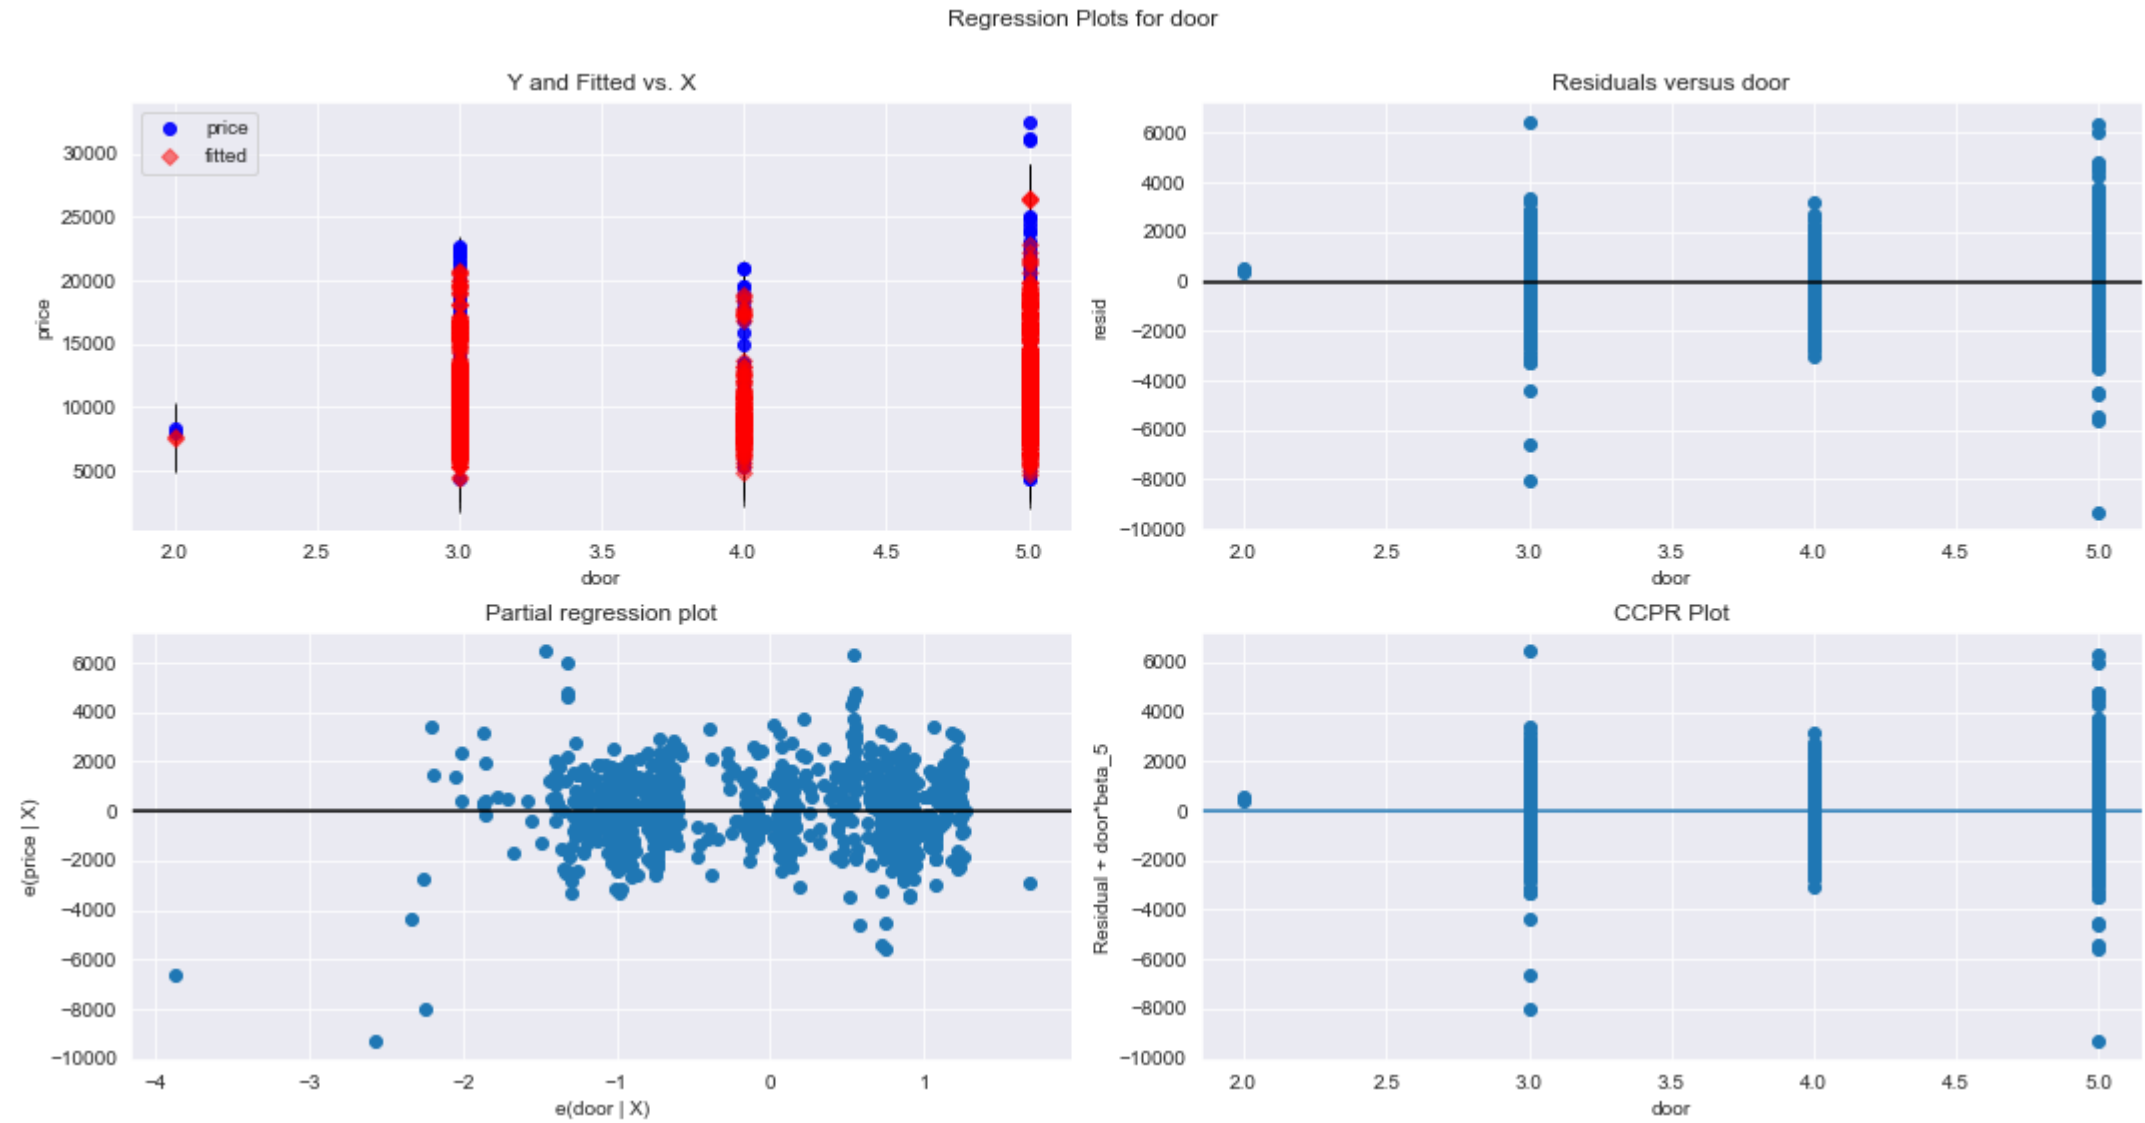 Regression Plots for door
Y and Fitted vs. X
price
fitted
30000
25000
20000
15000
10000
5000
price
2.0 2.5 3.0 3.5 4.0 4.5 5.0
door
Residuals versus door
6000
4000
2000
0
−2000
−4000
−6000
−8000
−10000
resid
2.0 2.5 3.0 3.5 4.0 4.5 5.0
door
Partial regression plot
6000
4000
2000
0
−2000
−4000
−6000
−8000
−10000
e(price | X)
−4 −3 −2 −1 0 1
e(door | X)
CCPR Plot
6000
4000
2000
0
−2000
−4000
−6000
−8000
−10000
Residual + door*beta_5
2.0 2.5 3.0 3.5 4.0 4.5 5.0
door